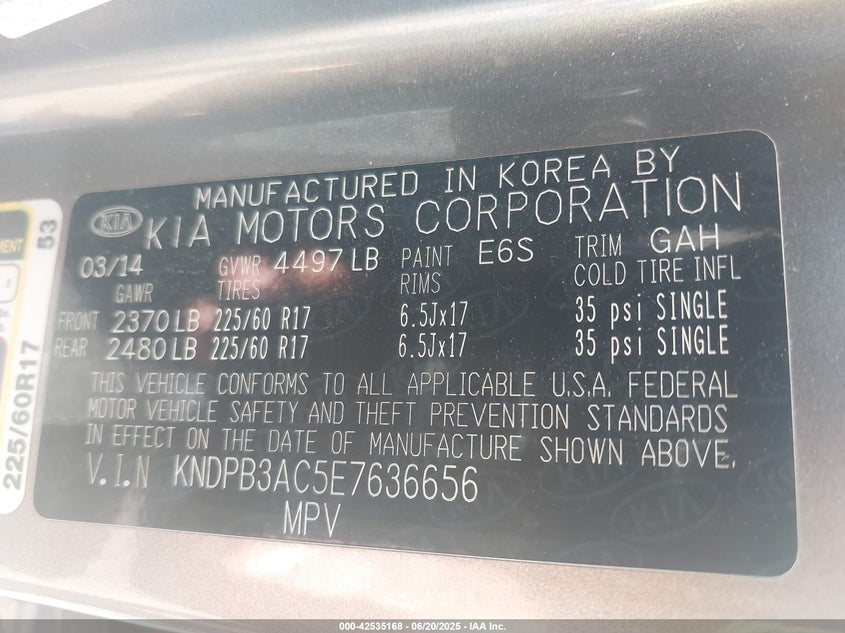 MANUFACTURED IN KOREA BY
KIA
KIA MOTORS CORPORATION
03/14 GVWR 4497 LB PAINT E6S TRIM GAH
GAWR TIRES RIMS COLD TIRE INFL
FRONT 2370 LB 225/60 R17 6.5Jx17 35 psi SINGLE
REAR 2480 LB 225/60 R17 6.5Jx17 35 psi SINGLE
THIS VEHICLE CONFORMS TO ALL APPLICABLE U.S.A. FEDERAL
MOTOR VEHICLE SAFETY AND THEFT PREVENTION STANDARDS
IN EFFECT ON THE DATE OF MANUFACTURE SHOWN ABOVE.
V.I.N KNDPB3AC5E7636656
MPV
53
3
225/60R17
000-42535168 - 06/20/2025 - IAA Inc.